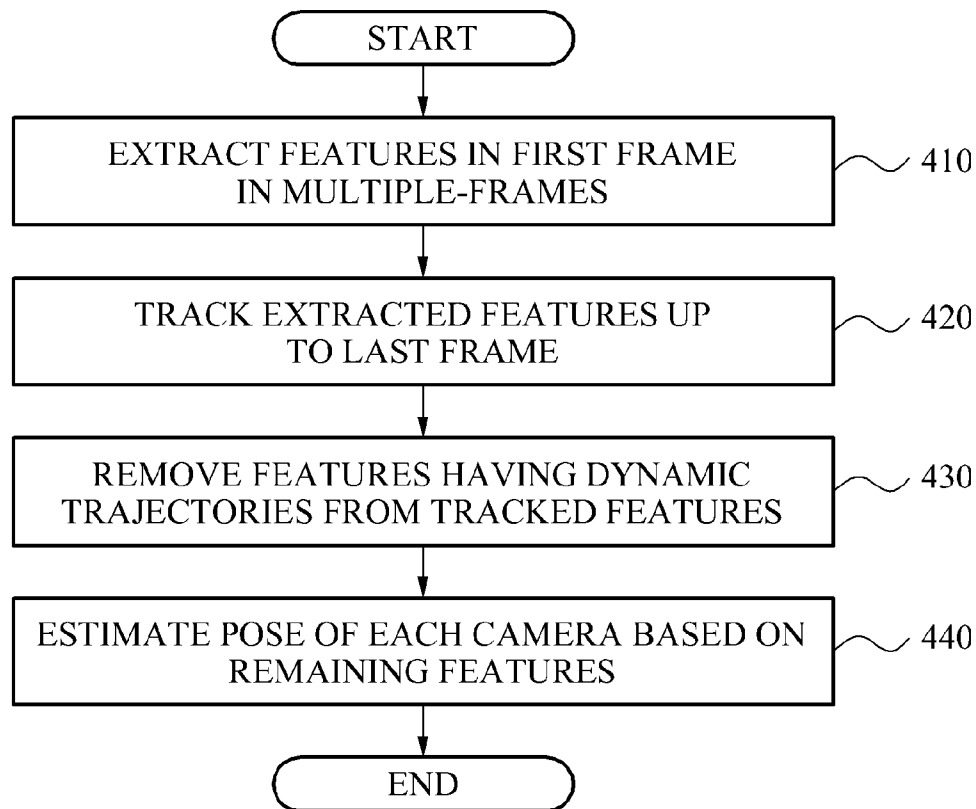 START
EXTRACT FEATURES IN FIRST FRAME
IN MULTIPLE-FRAMES
410
TRACK EXTRACTED FEATURES UP
TO LAST FRAME
420
REMOVE FEATURES HAVING DYNAMIC
TRAJECTORIES FROM TRACKED FEATURES
430
ESTIMATE POSE OF EACH CAMERA BASED ON
REMAINING FEATURES
440
END